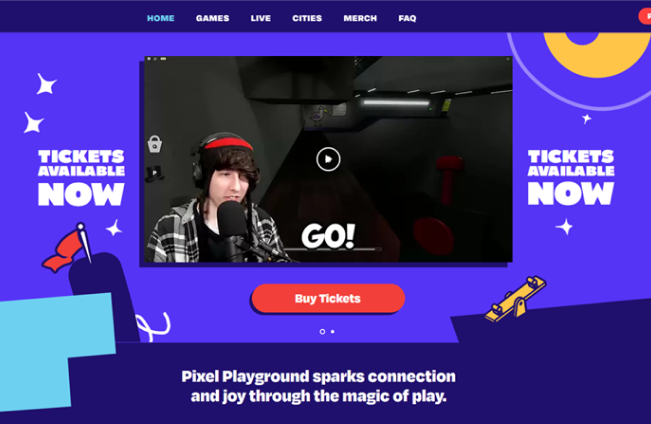 HOME GAMES LIVE CITIES MERCH FAQ
TICKETS
AVAILABLE
NOW
GO!
TICKETS
AVAILABLE
NOW
Buy Tickets
Pixel Playground sparks connection
and joy through the magic of play.